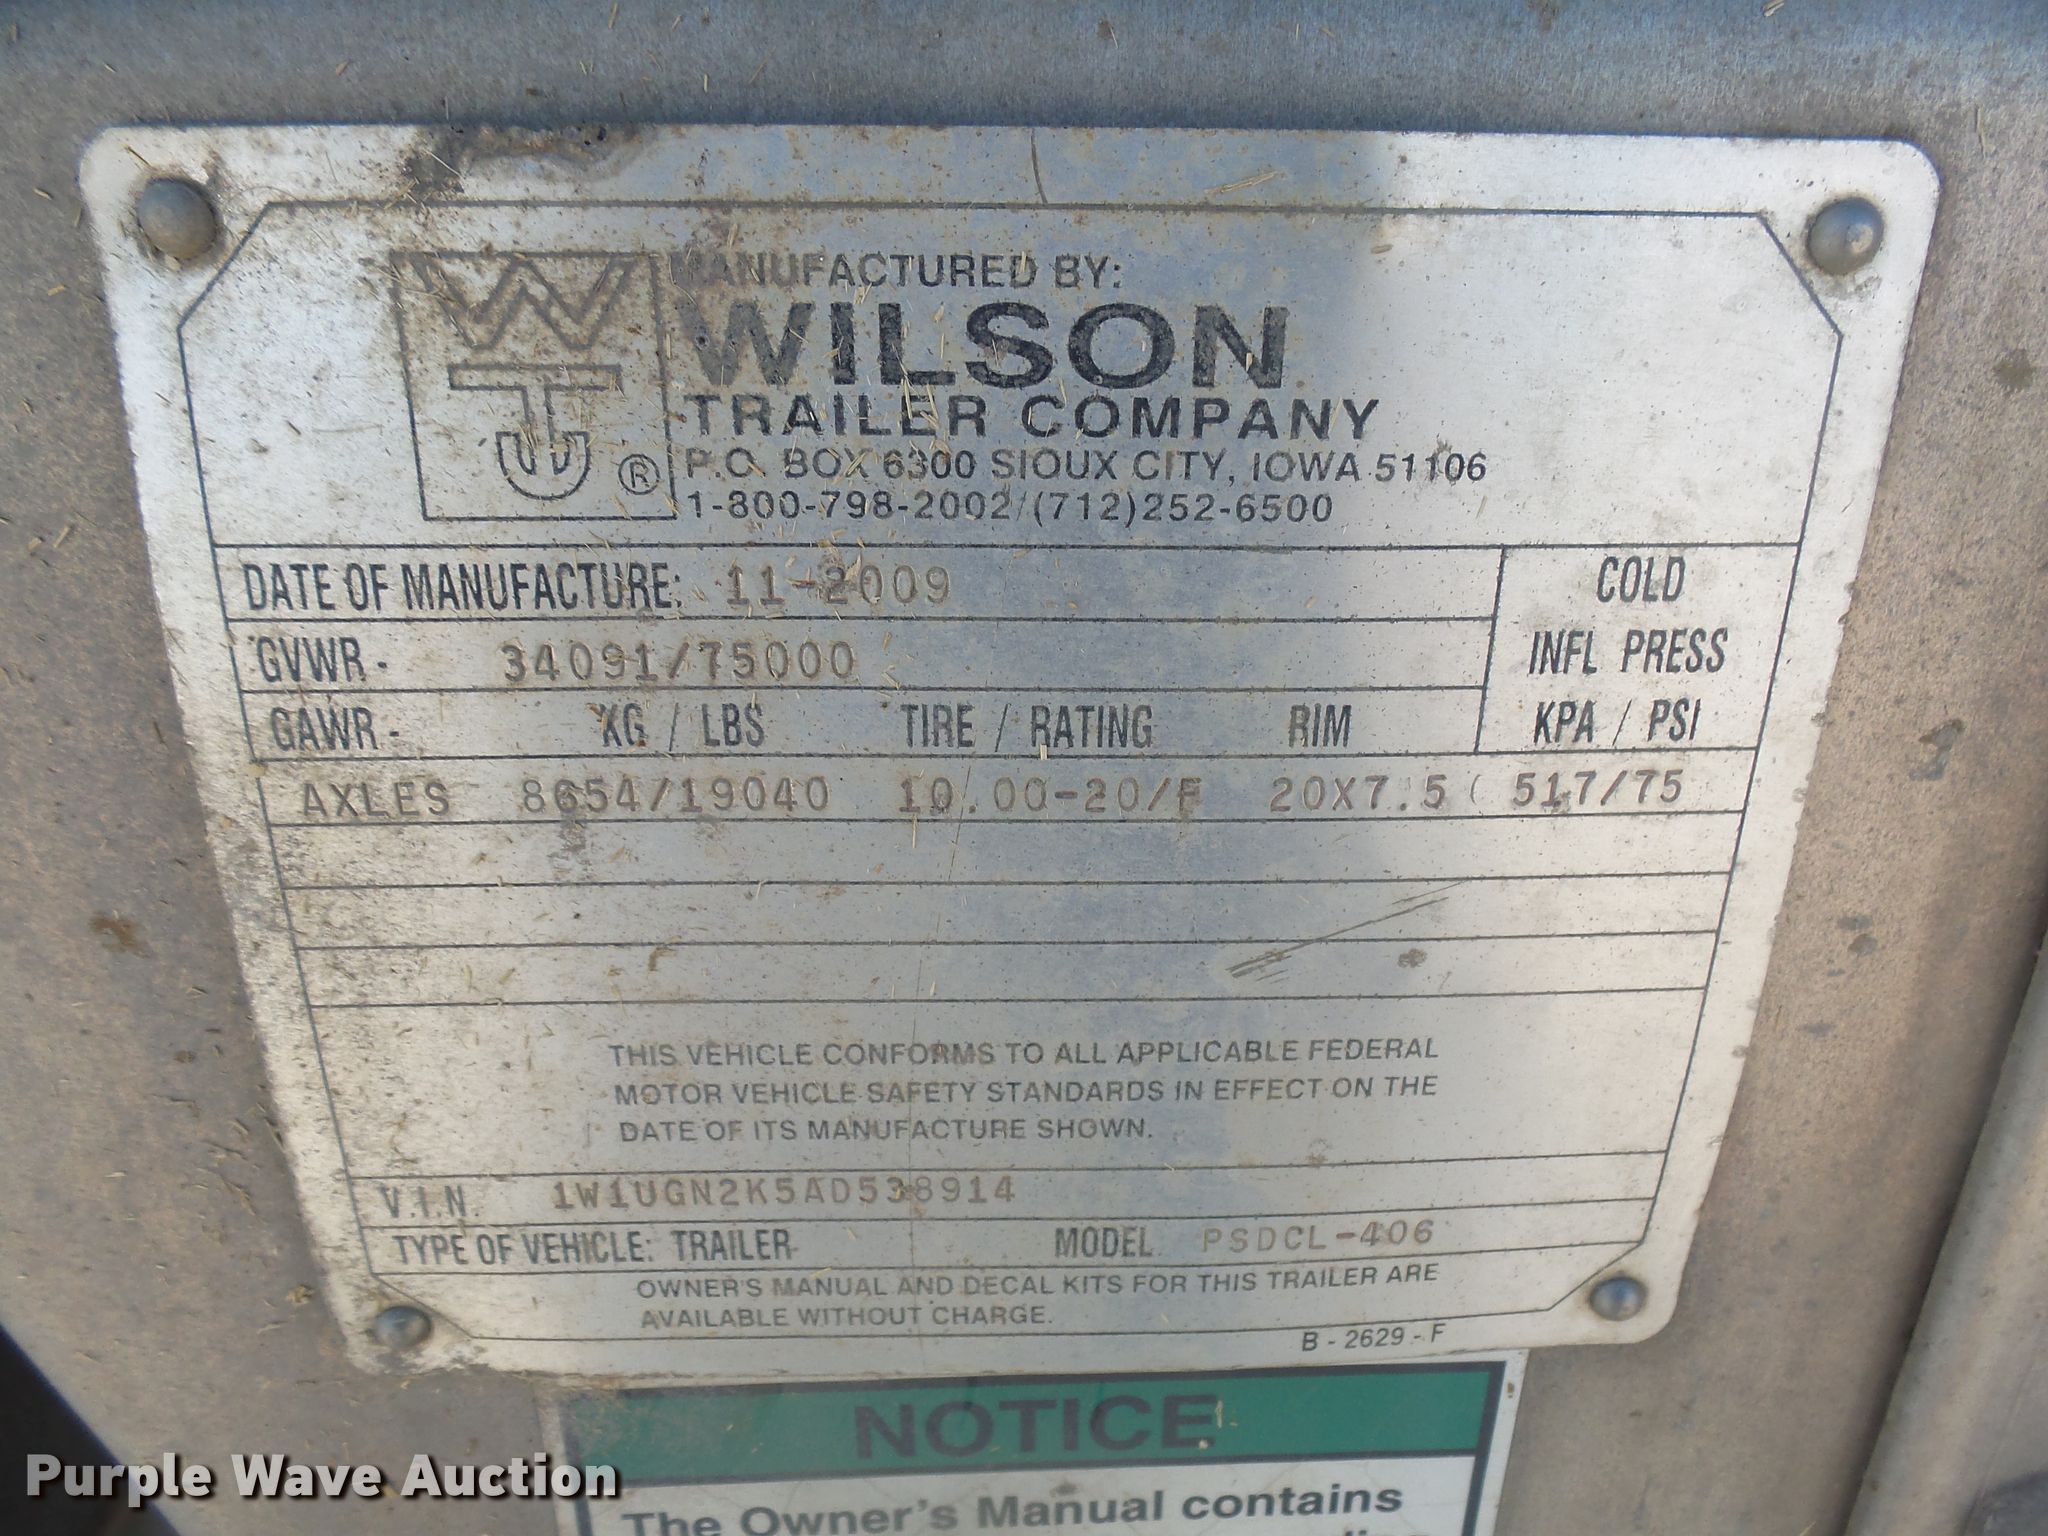 MANUFACTURED BY:
WILSON
TRAILER COMPANY
P.O. BOX 6300 SIOUX CITY, IOWA 51106
1-800-798-2002/(712)252-6500
WTJ ®
DATE OF MANUFACTURE: 11-2009
GVWR - 34091/75000
COLD
INFL PRESS
KPA / PSI
GAWR - KG / LBS TIRE / RATING RIM
AXLES 8654/19040 10.00-20/F 20X7.5 517/75
THIS VEHICLE CONFORMS TO ALL APPLICABLE FEDERAL
MOTOR VEHICLE SAFETY STANDARDS IN EFFECT ON THE
DATE OF ITS MANUFACTURE SHOWN.
V.I.N. 1W1UGN2K5AD538914
TYPE OF VEHICLE: TRAILER MODEL PSDCL-406
OWNER'S MANUAL AND DECAL KITS FOR THIS TRAILER ARE
AVAILABLE WITHOUT CHARGE.
B - 2629 - F
NOTICE
The Owner's Manual contains
Purple Wave Auction